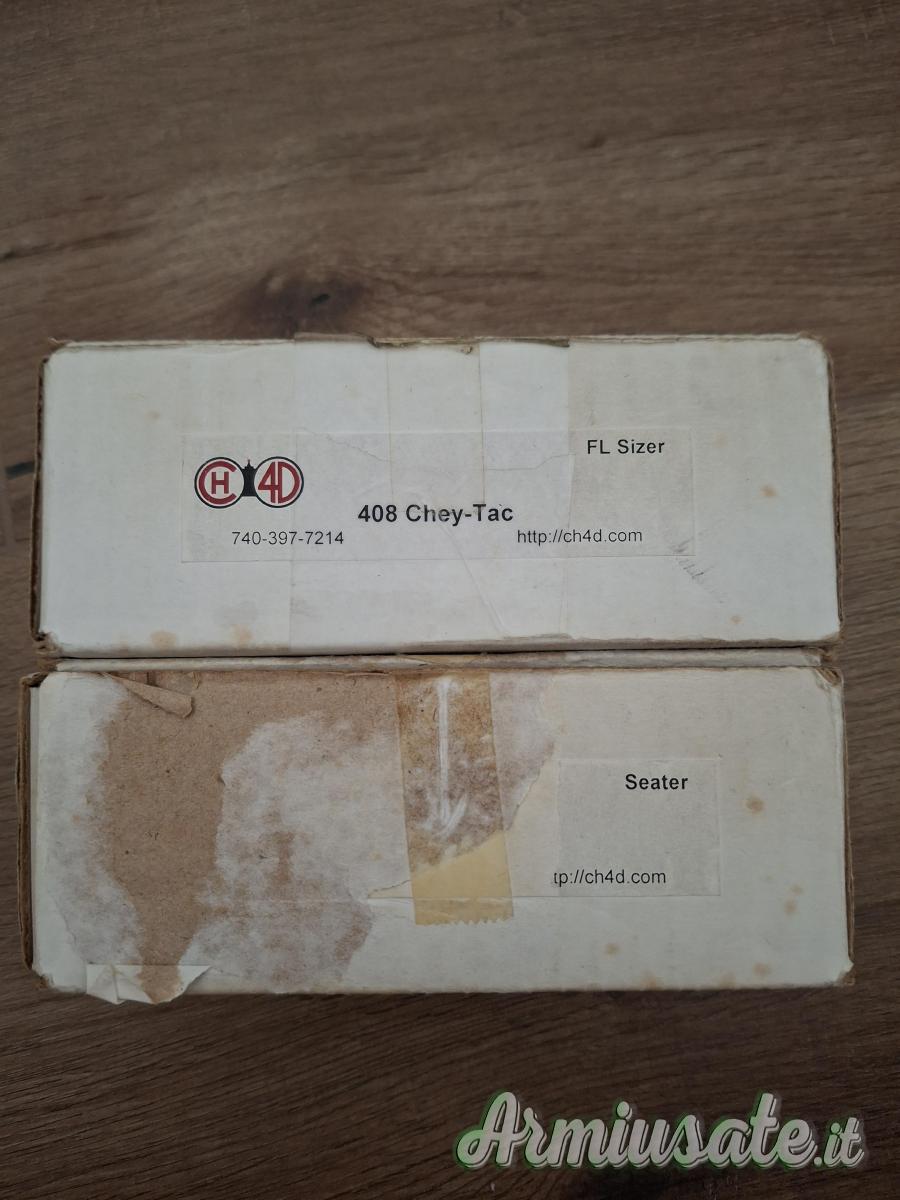 FL Sizer
CH4D
408 Chey-Tac
740-397-7214
http://ch4d.com
Seater
tp://ch4d.com
Armiusate.it